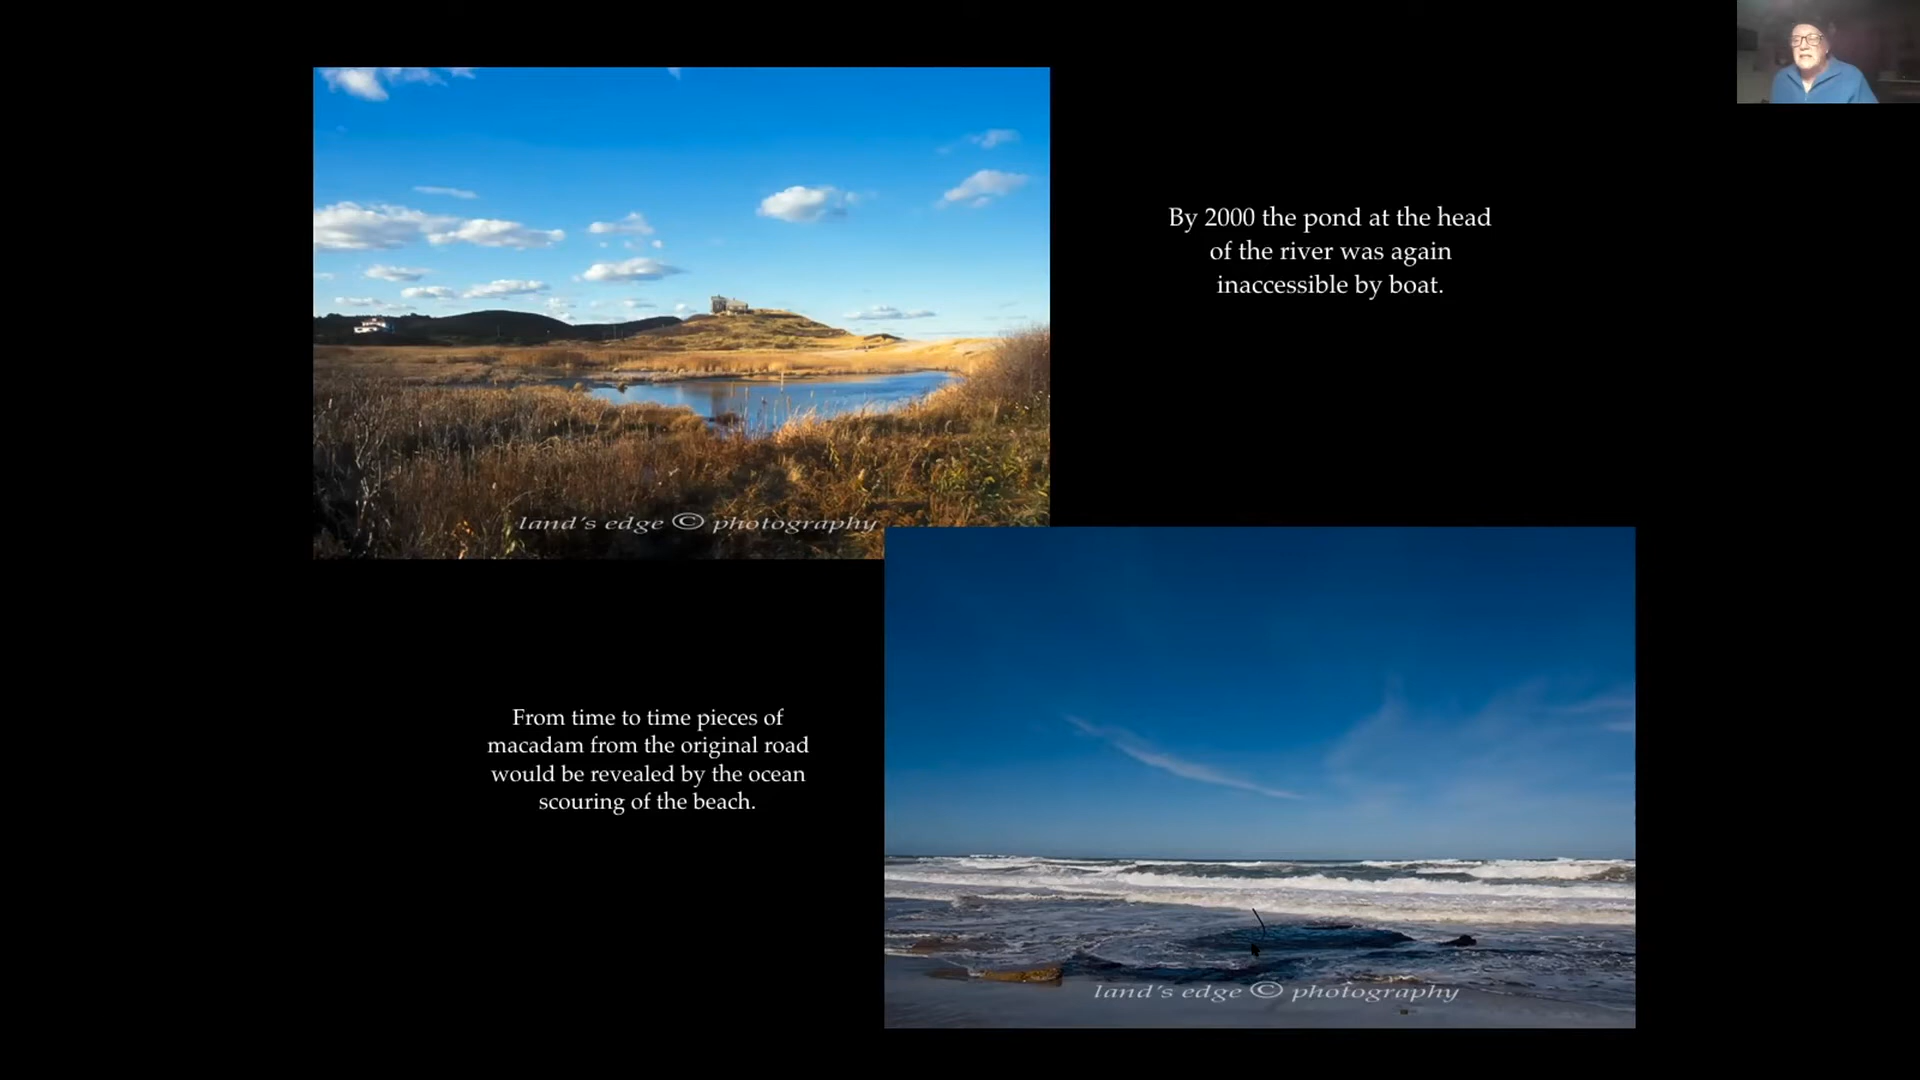 By 2000 the pond at the head
of the river was again
inaccessible by boat.
land's edge © photography
From time to time pieces of
macadam from the original road
would be revealed by the ocean
scouring of the beach.
land's edge © photography